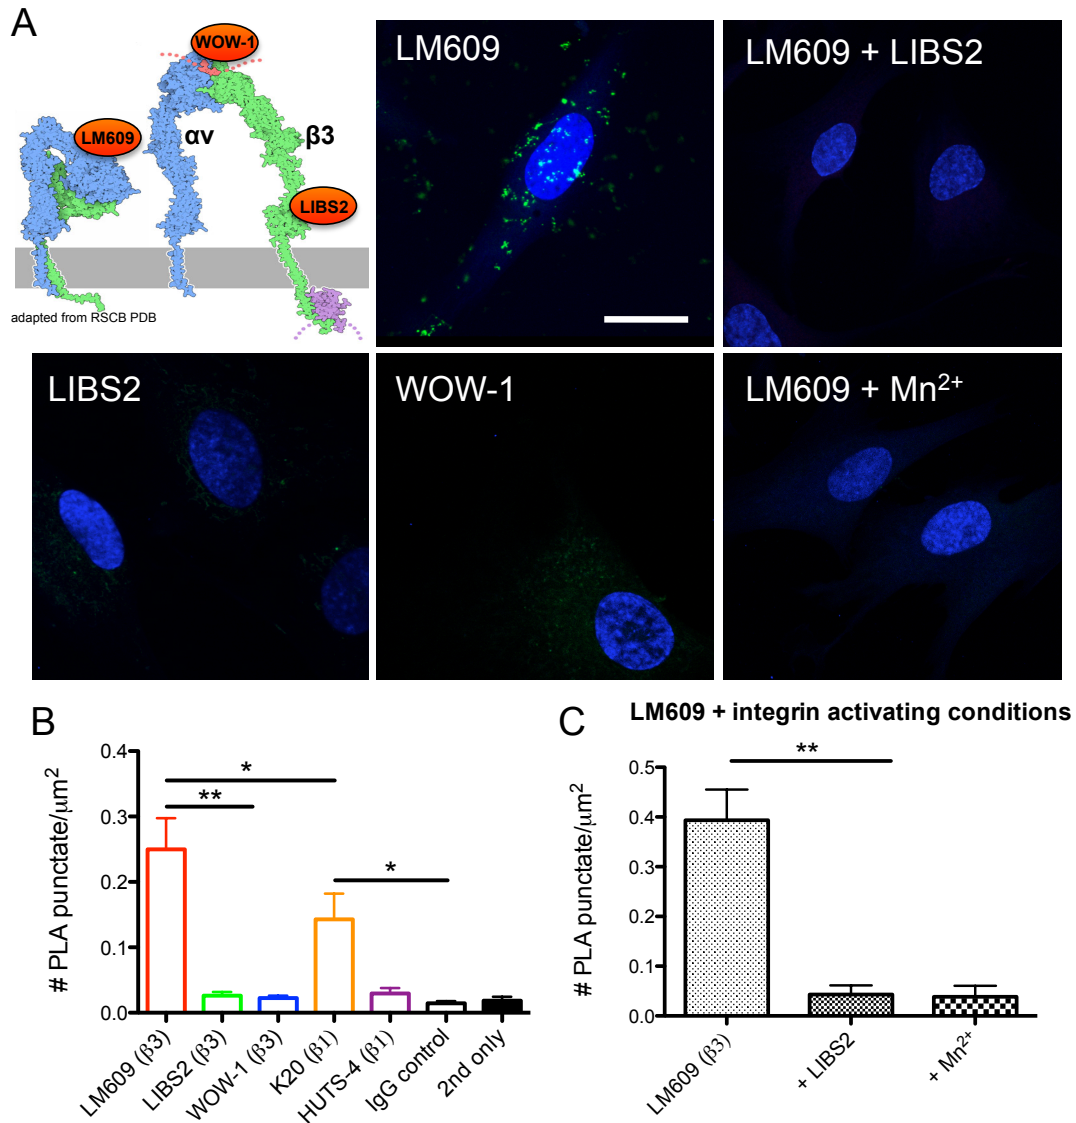 A
WOW-1
LM609
αv
β3
LIBS2
adapted from RSCB PDB
LM609
LM609 + LIBS2
LIBS2
WOW-1
LM609 + Mn²⁺
B
# PLA punctate/μm²
0.4
0.3
0.2
0.1
0.0
*
**
*
LM609 (β3)
LIBS2 (β3)
WOW-1 (β3)
K20 (β1)
HUTS-4 (β1)
IgG control
2nd only
C
LM609 + integrin activating conditions
# PLA punctate/μm²
0.5
0.4
0.3
0.2
0.1
0.0
**
LM609 (β3)
+ LIBS2
+ Mn²⁺